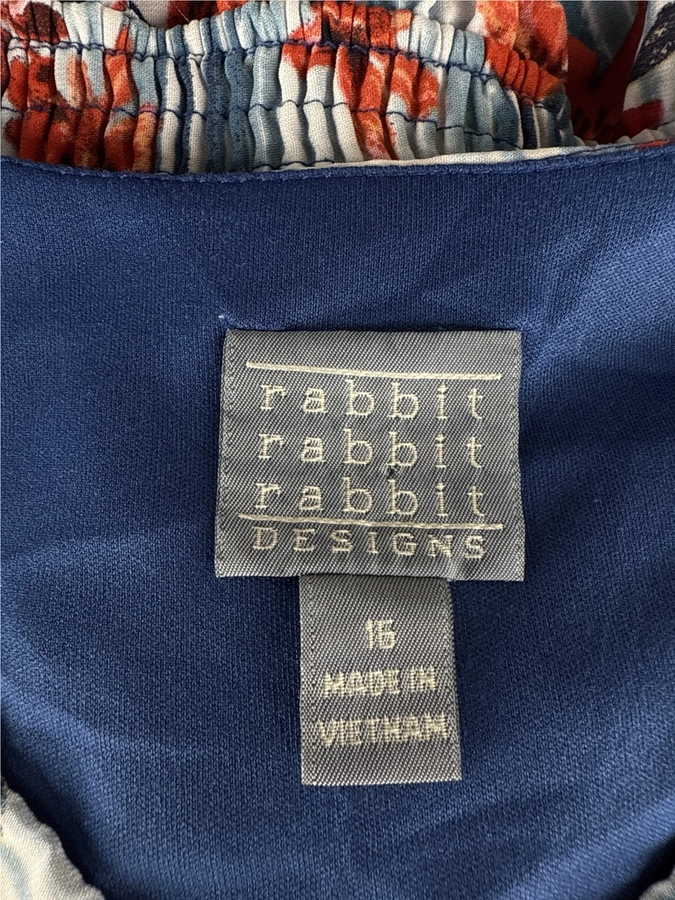 rabbit
rabbit
rabbit
DESIGNS
16
MADE IN
VIETNAM